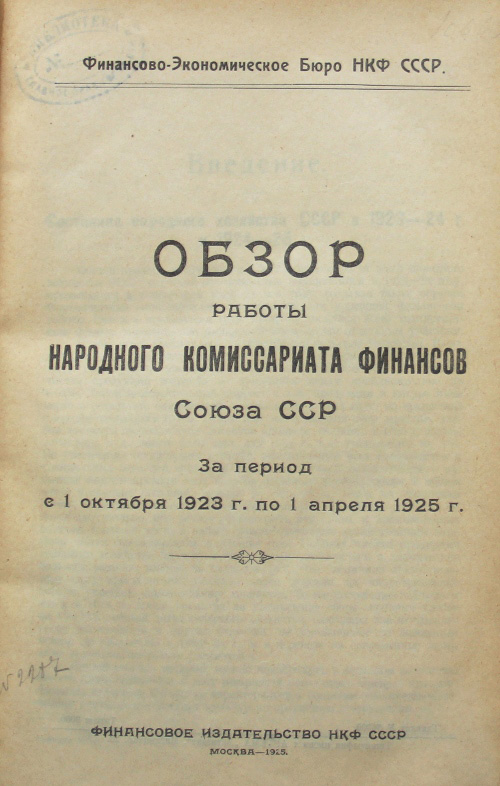 Финансово-Экономическое Бюро НКФ СССР.
ОБЗОР
РАБОТЫ
НАРОДНОГО КОМИССАРИАТА ФИНАНСОВ
Союза ССР
За период
с 1 октября 1923 г. по 1 апреля 1925 г.
ФИНАНСОВОЕ ИЗДАТЕЛЬСТВО НКФ СССР
МОСКВА—1925.